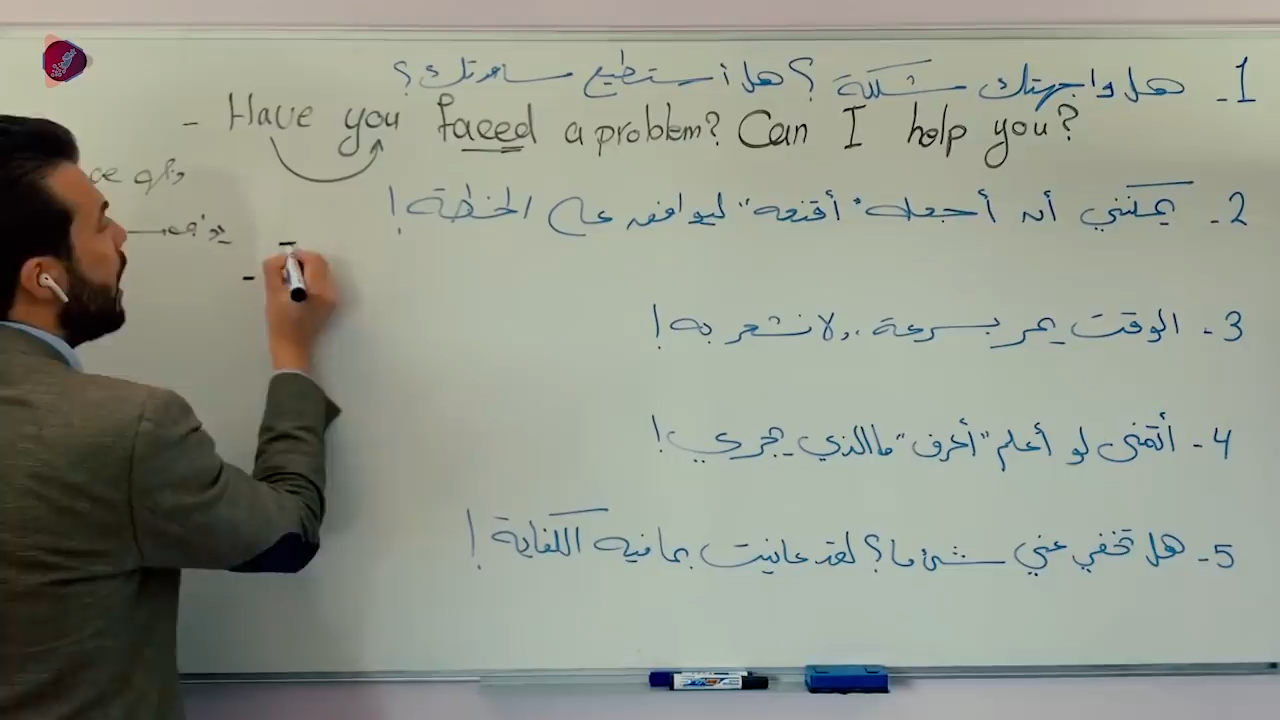 1- هل واجهتك مشكلة ؟ هل أستطيع مساعدتك؟
- Have you faced a problem? Can I help you?
2- يمكنني أن أجعله "أقنعه" ليوافق على الخطة!
3- الوقت يمر بسرعة .. ولا نشعر به!
4- أتمنى لو أعلم "أعرف" ما الذي يجري!
5- هل تخفي عني شيئ ما؟ لقد عانيت بما فيه الكفاية!
-